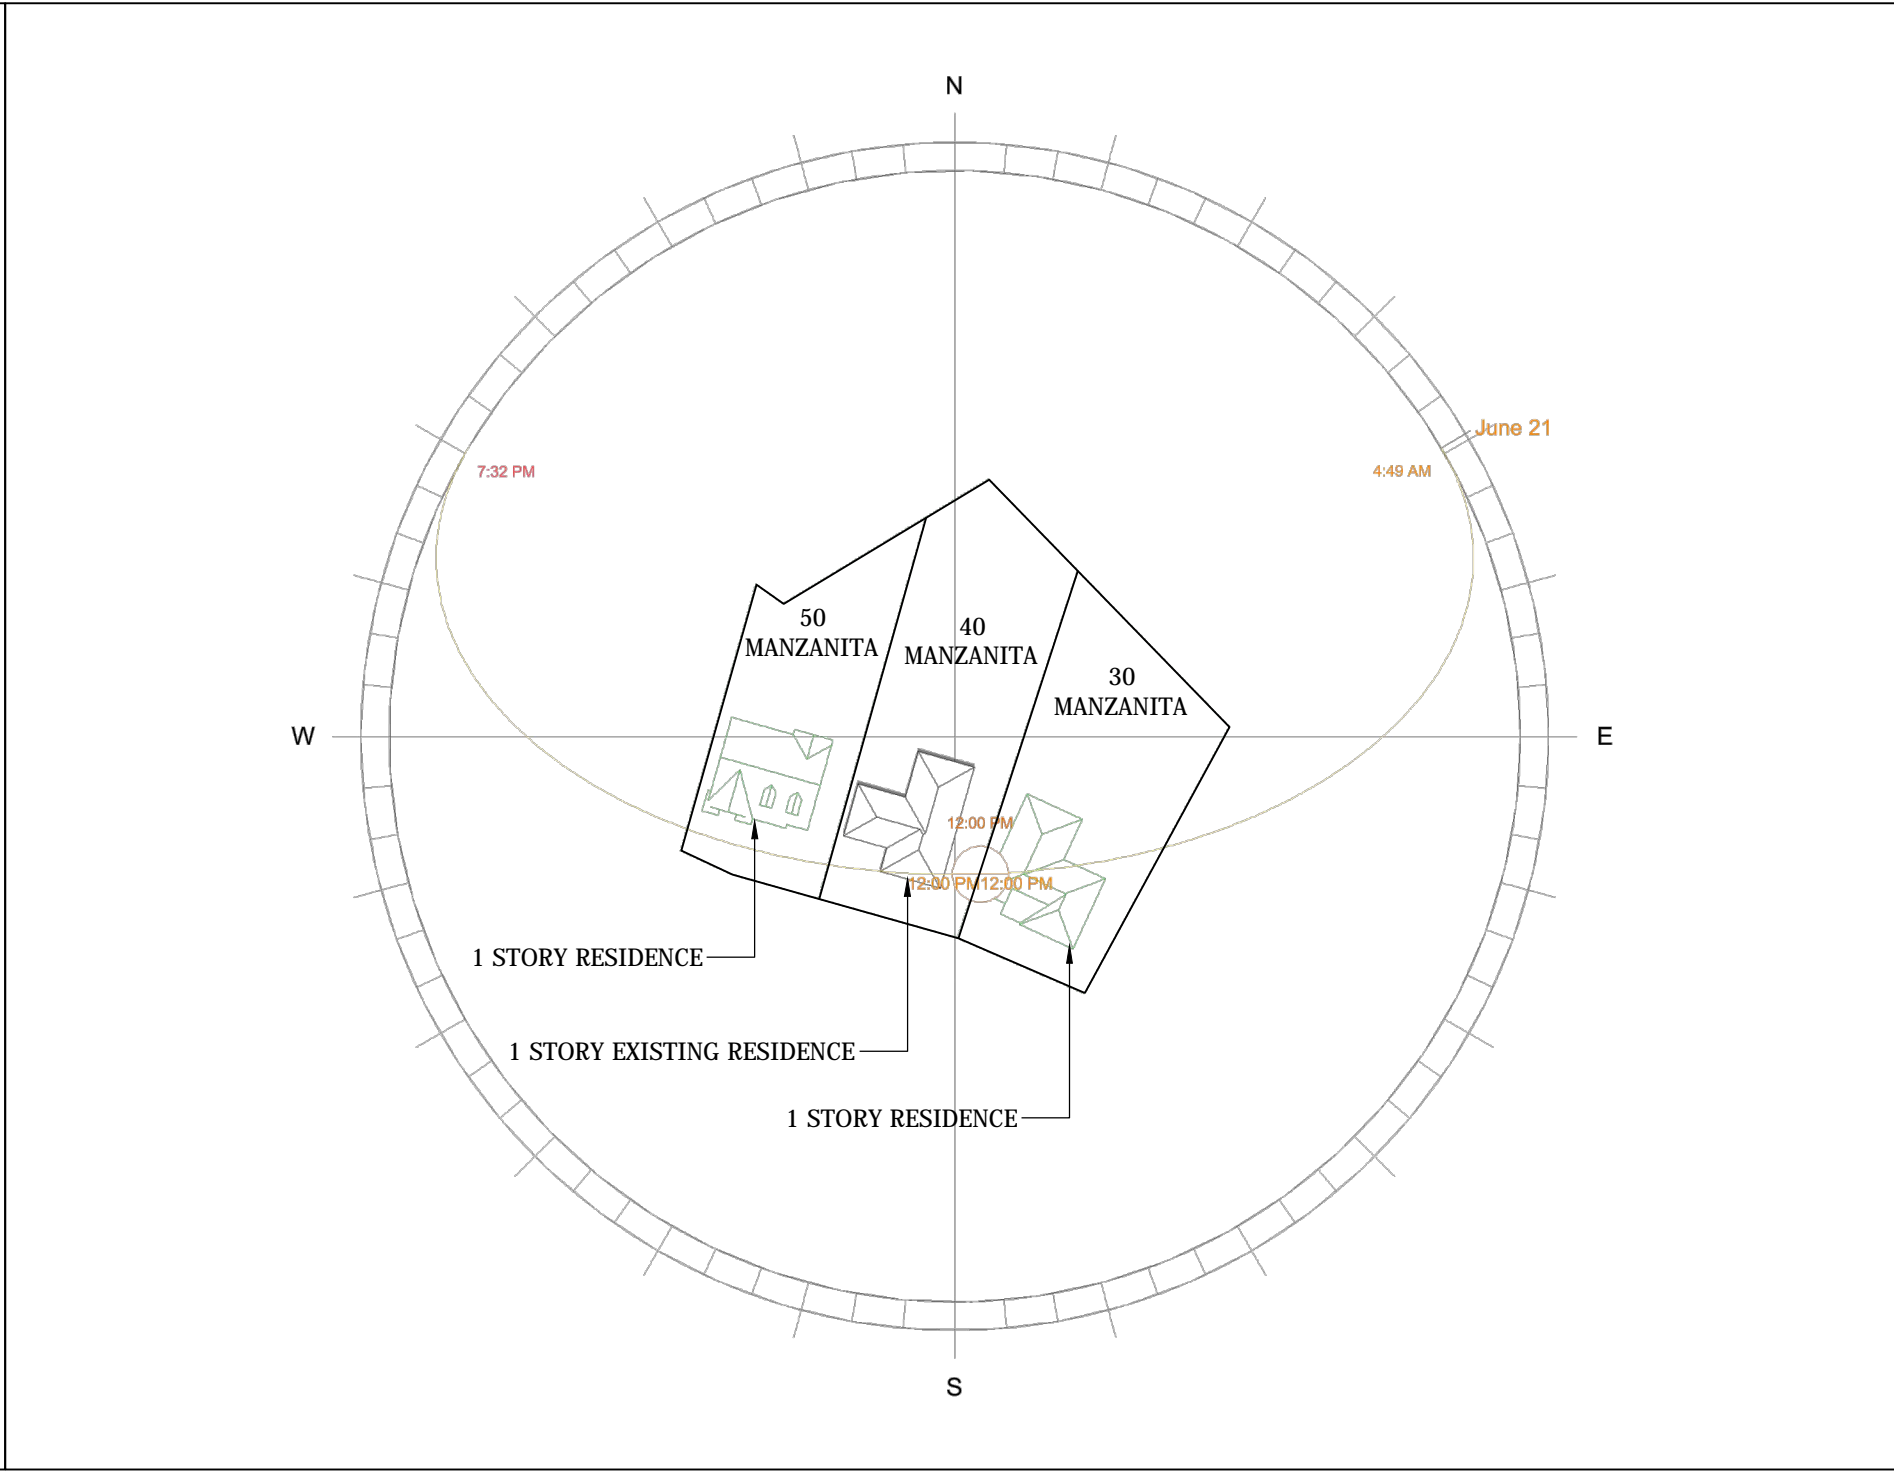 N
June 21
7:32 PM
4:49 AM
50
MANZANITA
40
MANZANITA
30
MANZANITA
W
E
12:00 PM
12:00 PM
12:00 PM
1 STORY RESIDENCE
1 STORY EXISTING RESIDENCE
1 STORY RESIDENCE
S